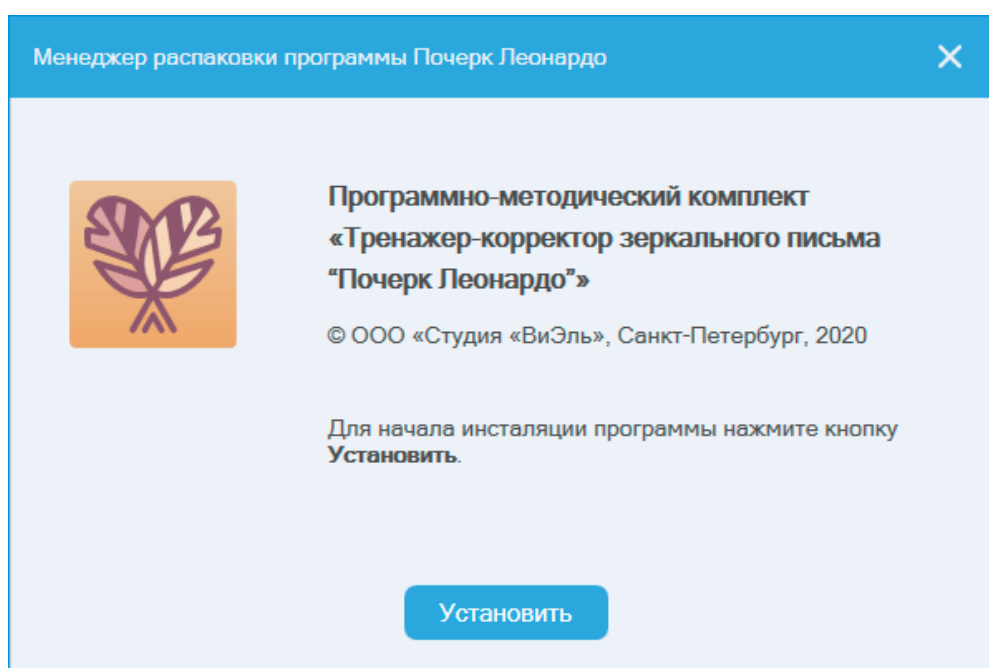 Менеджер распаковки программы Почерк Леонардо
Программно-методический комплект
«Тренажер-корректор зеркального письма
“Почерк Леонардо”»
© ООО «Студия «ВиЭль», Санкт-Петербург, 2020
Для начала инсталяции программы нажмите кнопку
Установить.
Установить